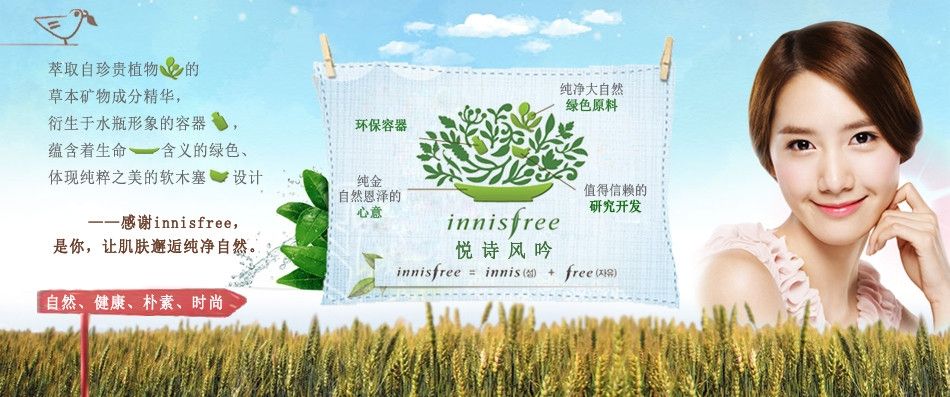 萃取自珍贵植物的
草本矿物成分精华，
衍生于水瓶形象的容器，
蕴含着生命含义的绿色、
体现纯粹之美的软木塞设计
——感谢innisfree，
是你，让肌肤邂逅纯净自然。
自然、健康、朴素、时尚
纯净大自然
绿色原料
环保容器
纯金
自然恩泽的
心意
值得信赖的
研究开发
innisfree
悦诗风吟
innisfree = innis(섬) + free(자유)